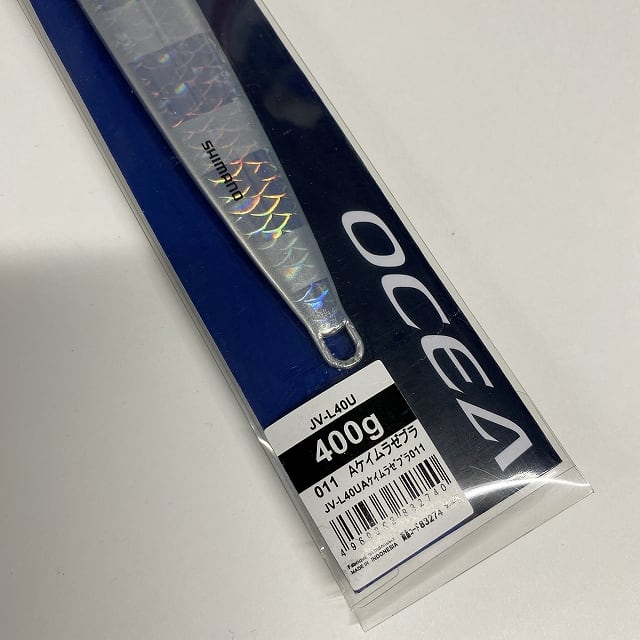 SHIMANO
OCEA
JV-L40U
400g
011 Aケイムラゼブラ
JV-L40UAケイムラゼブラ011
MADE IN INDONESIA
83274